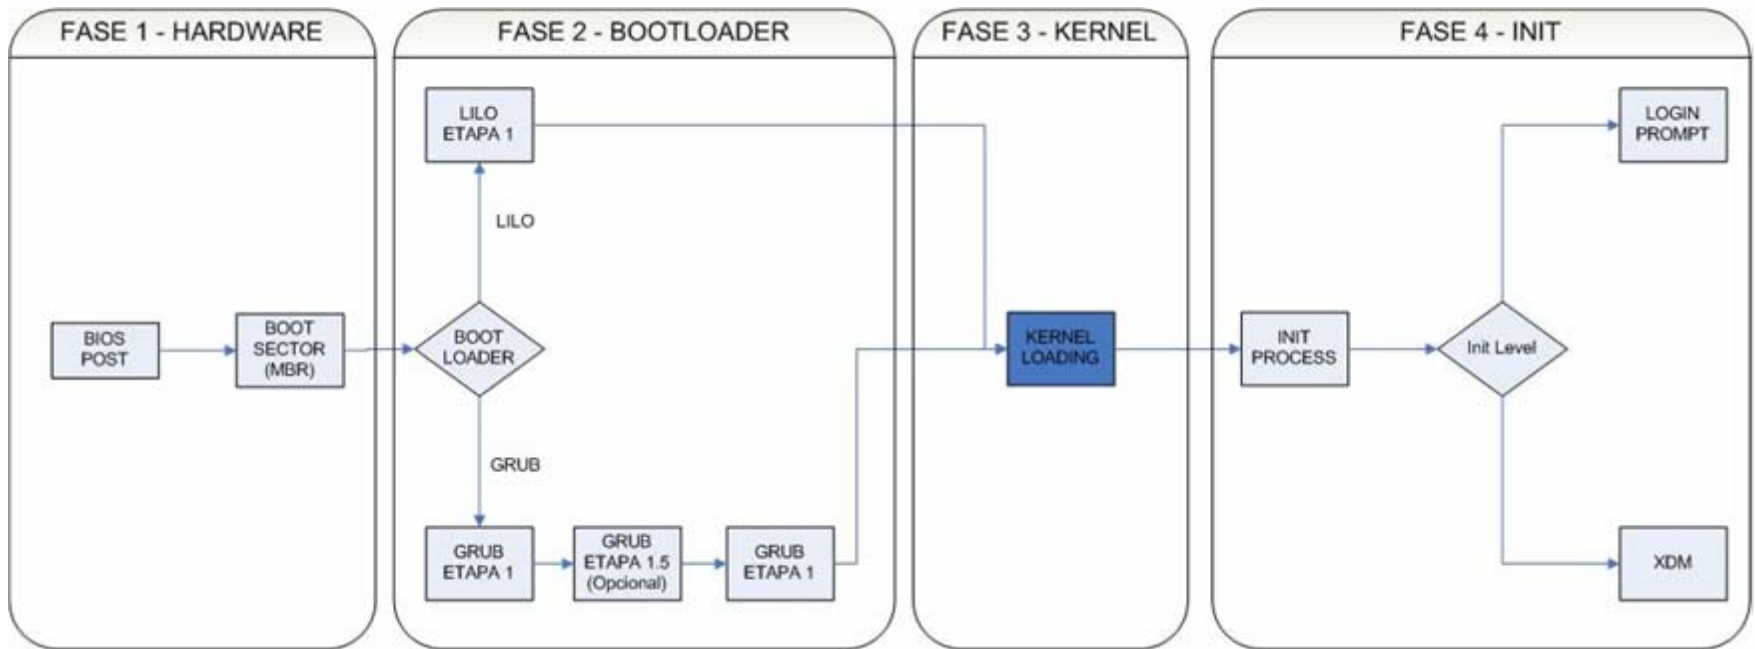 FASE 1 - HARDWARE
BIOS
POST
BOOT
SECTOR
(MBR)
FASE 2 - BOOTLOADER
LILO
ETAPA 1
LILO
BOOT
LOADER
GRUB
GRUB
ETAPA 1
GRUB
ETAPA 1.5
(Opcional)
GRUB
ETAPA 1
FASE 3 - KERNEL
KERNEL
LOADING
FASE 4 - INIT
INIT
PROCESS
Init Level
LOGIN
PROMPT
XDM